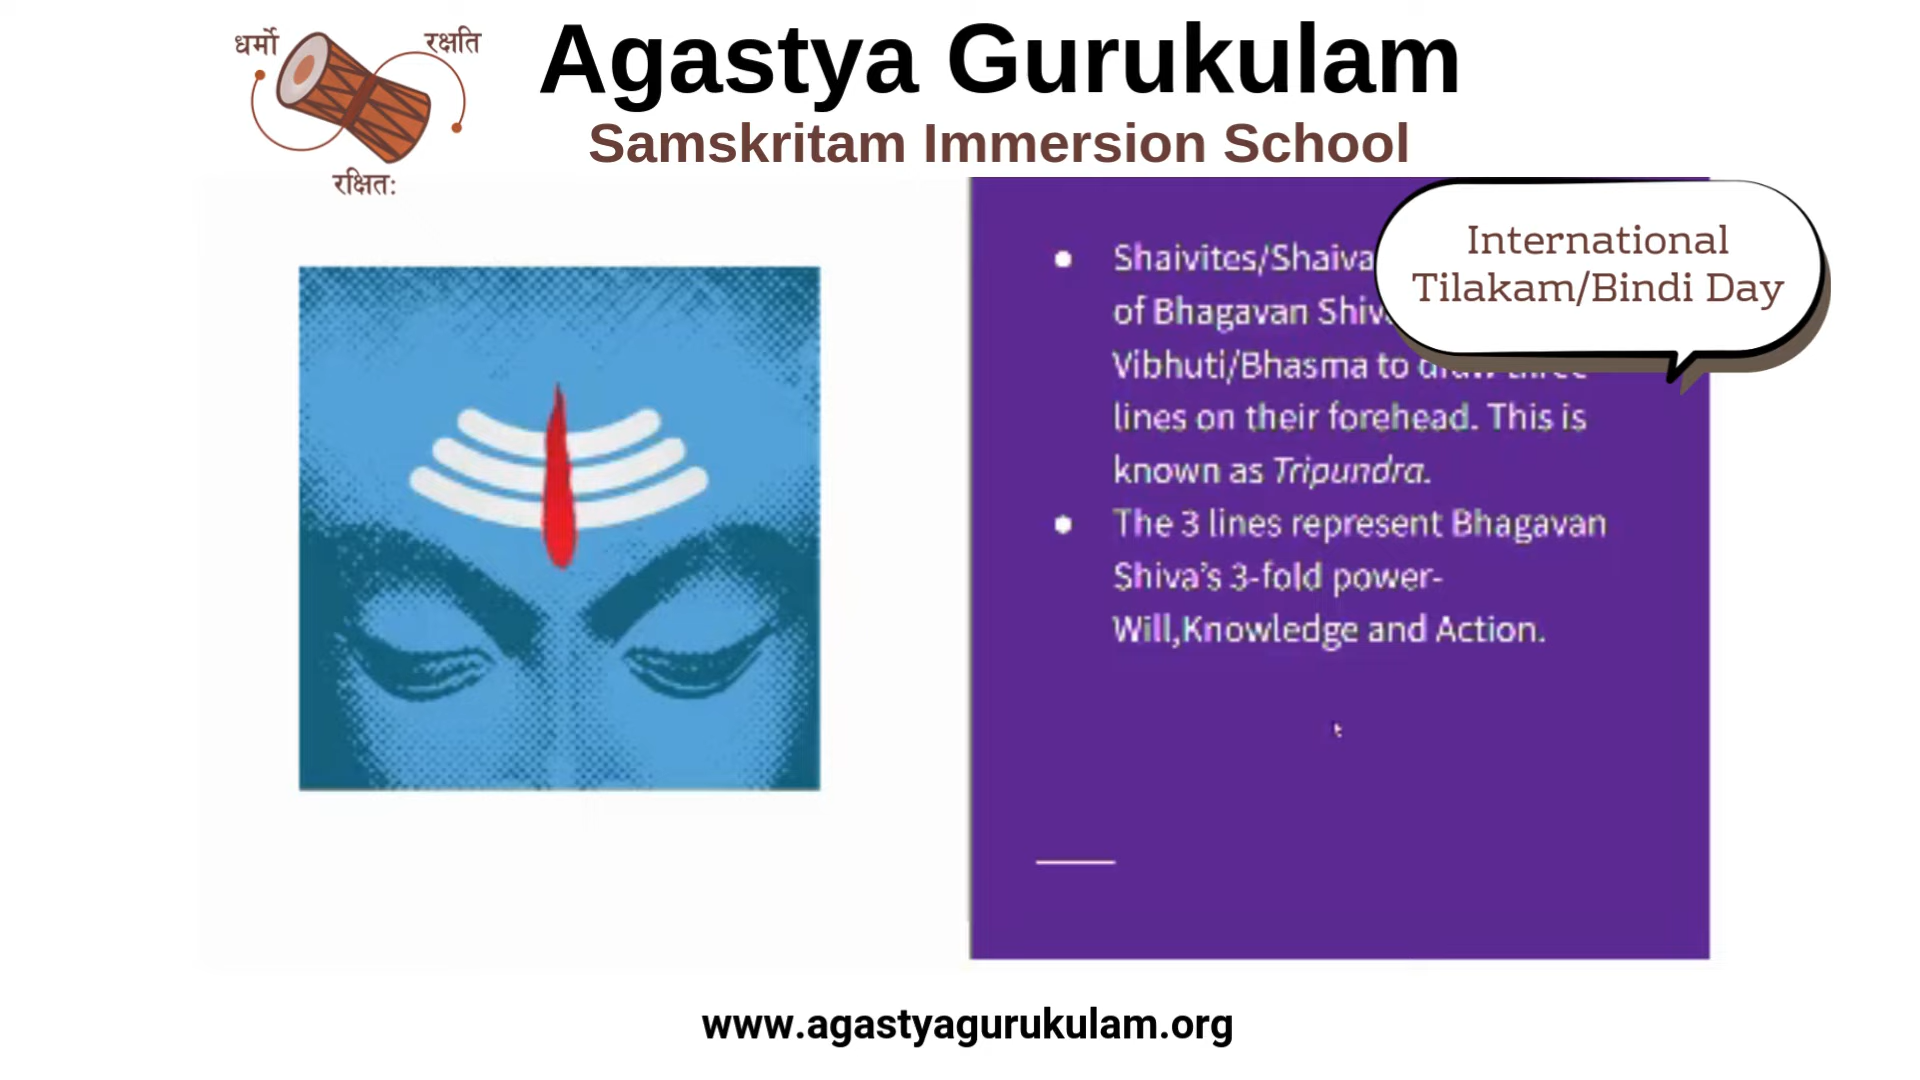 धर्मो
रक्षति
रक्षित:
Agastya Gurukulam
Samskritam Immersion School
International
Tilakam/Bindi Day
Shaivites/Shaiva
of Bhagavan
Vibhuti/Bhasma to
lines on their forehead. This is
known as Tripundra.
The 3 lines represent Bhagavan
Shiva's 3-fold power-
Will,Knowledge and Action.
www.agastyagurukulam.org